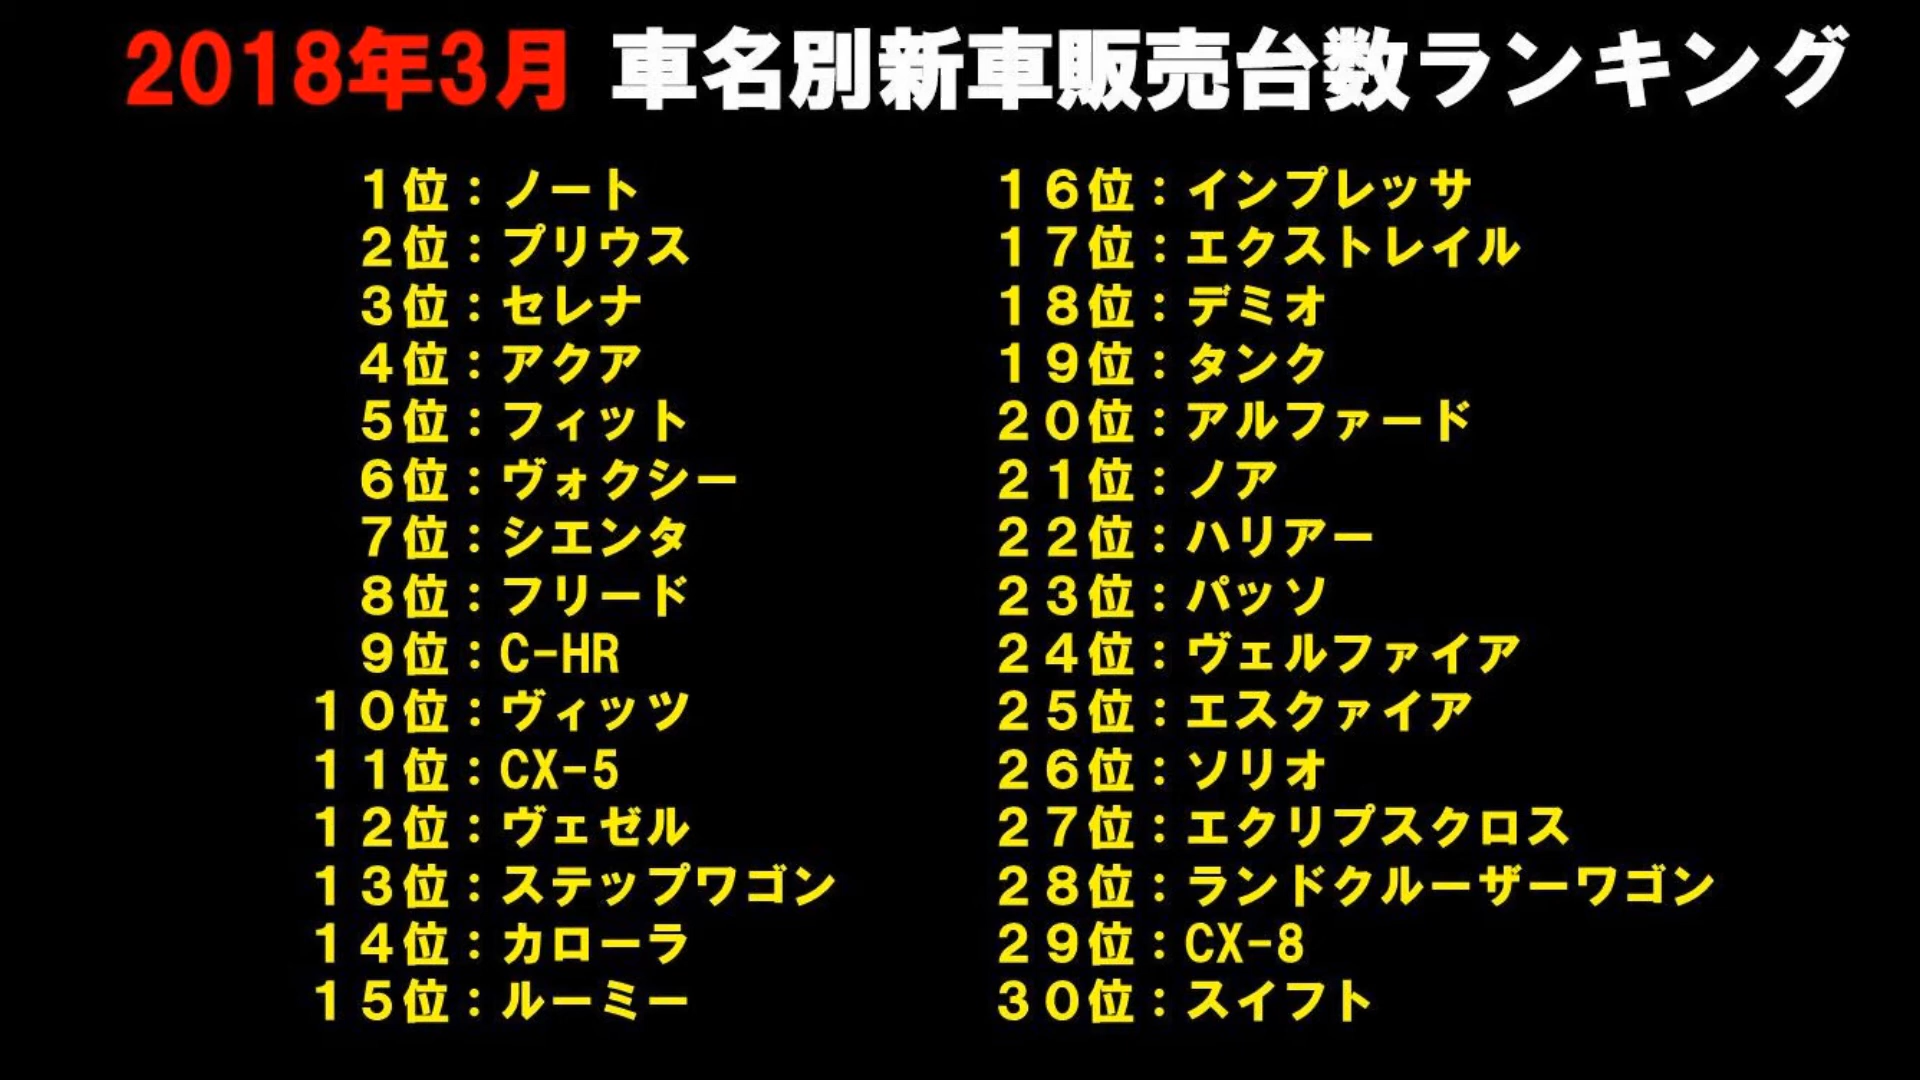 2018年3月 車名別新車販売台数ランキング
１位：ノート
２位：プリウス
３位：セレナ
４位：アクア
５位：フィット
６位：ヴォクシー
７位：シエンタ
８位：フリード
９位：C-HR
１０位：ヴィッツ
１１位：CX-5
１２位：ヴェゼル
１３位：ステップワゴン
１４位：カローラ
１５位：ルーミー
１６位：インプレッサ
１７位：エクストレイル
１８位：デミオ
１９位：タンク
２０位：アルファード
２１位：ノア
２２位：ハリアー
２３位：パッソ
２４位：ヴェルファイア
２５位：エスクァイア
２６位：ソリオ
２７位：エクリプスクロス
２８位：ランドクルーザーワゴン
２９位：CX-8
３０位：スイフト